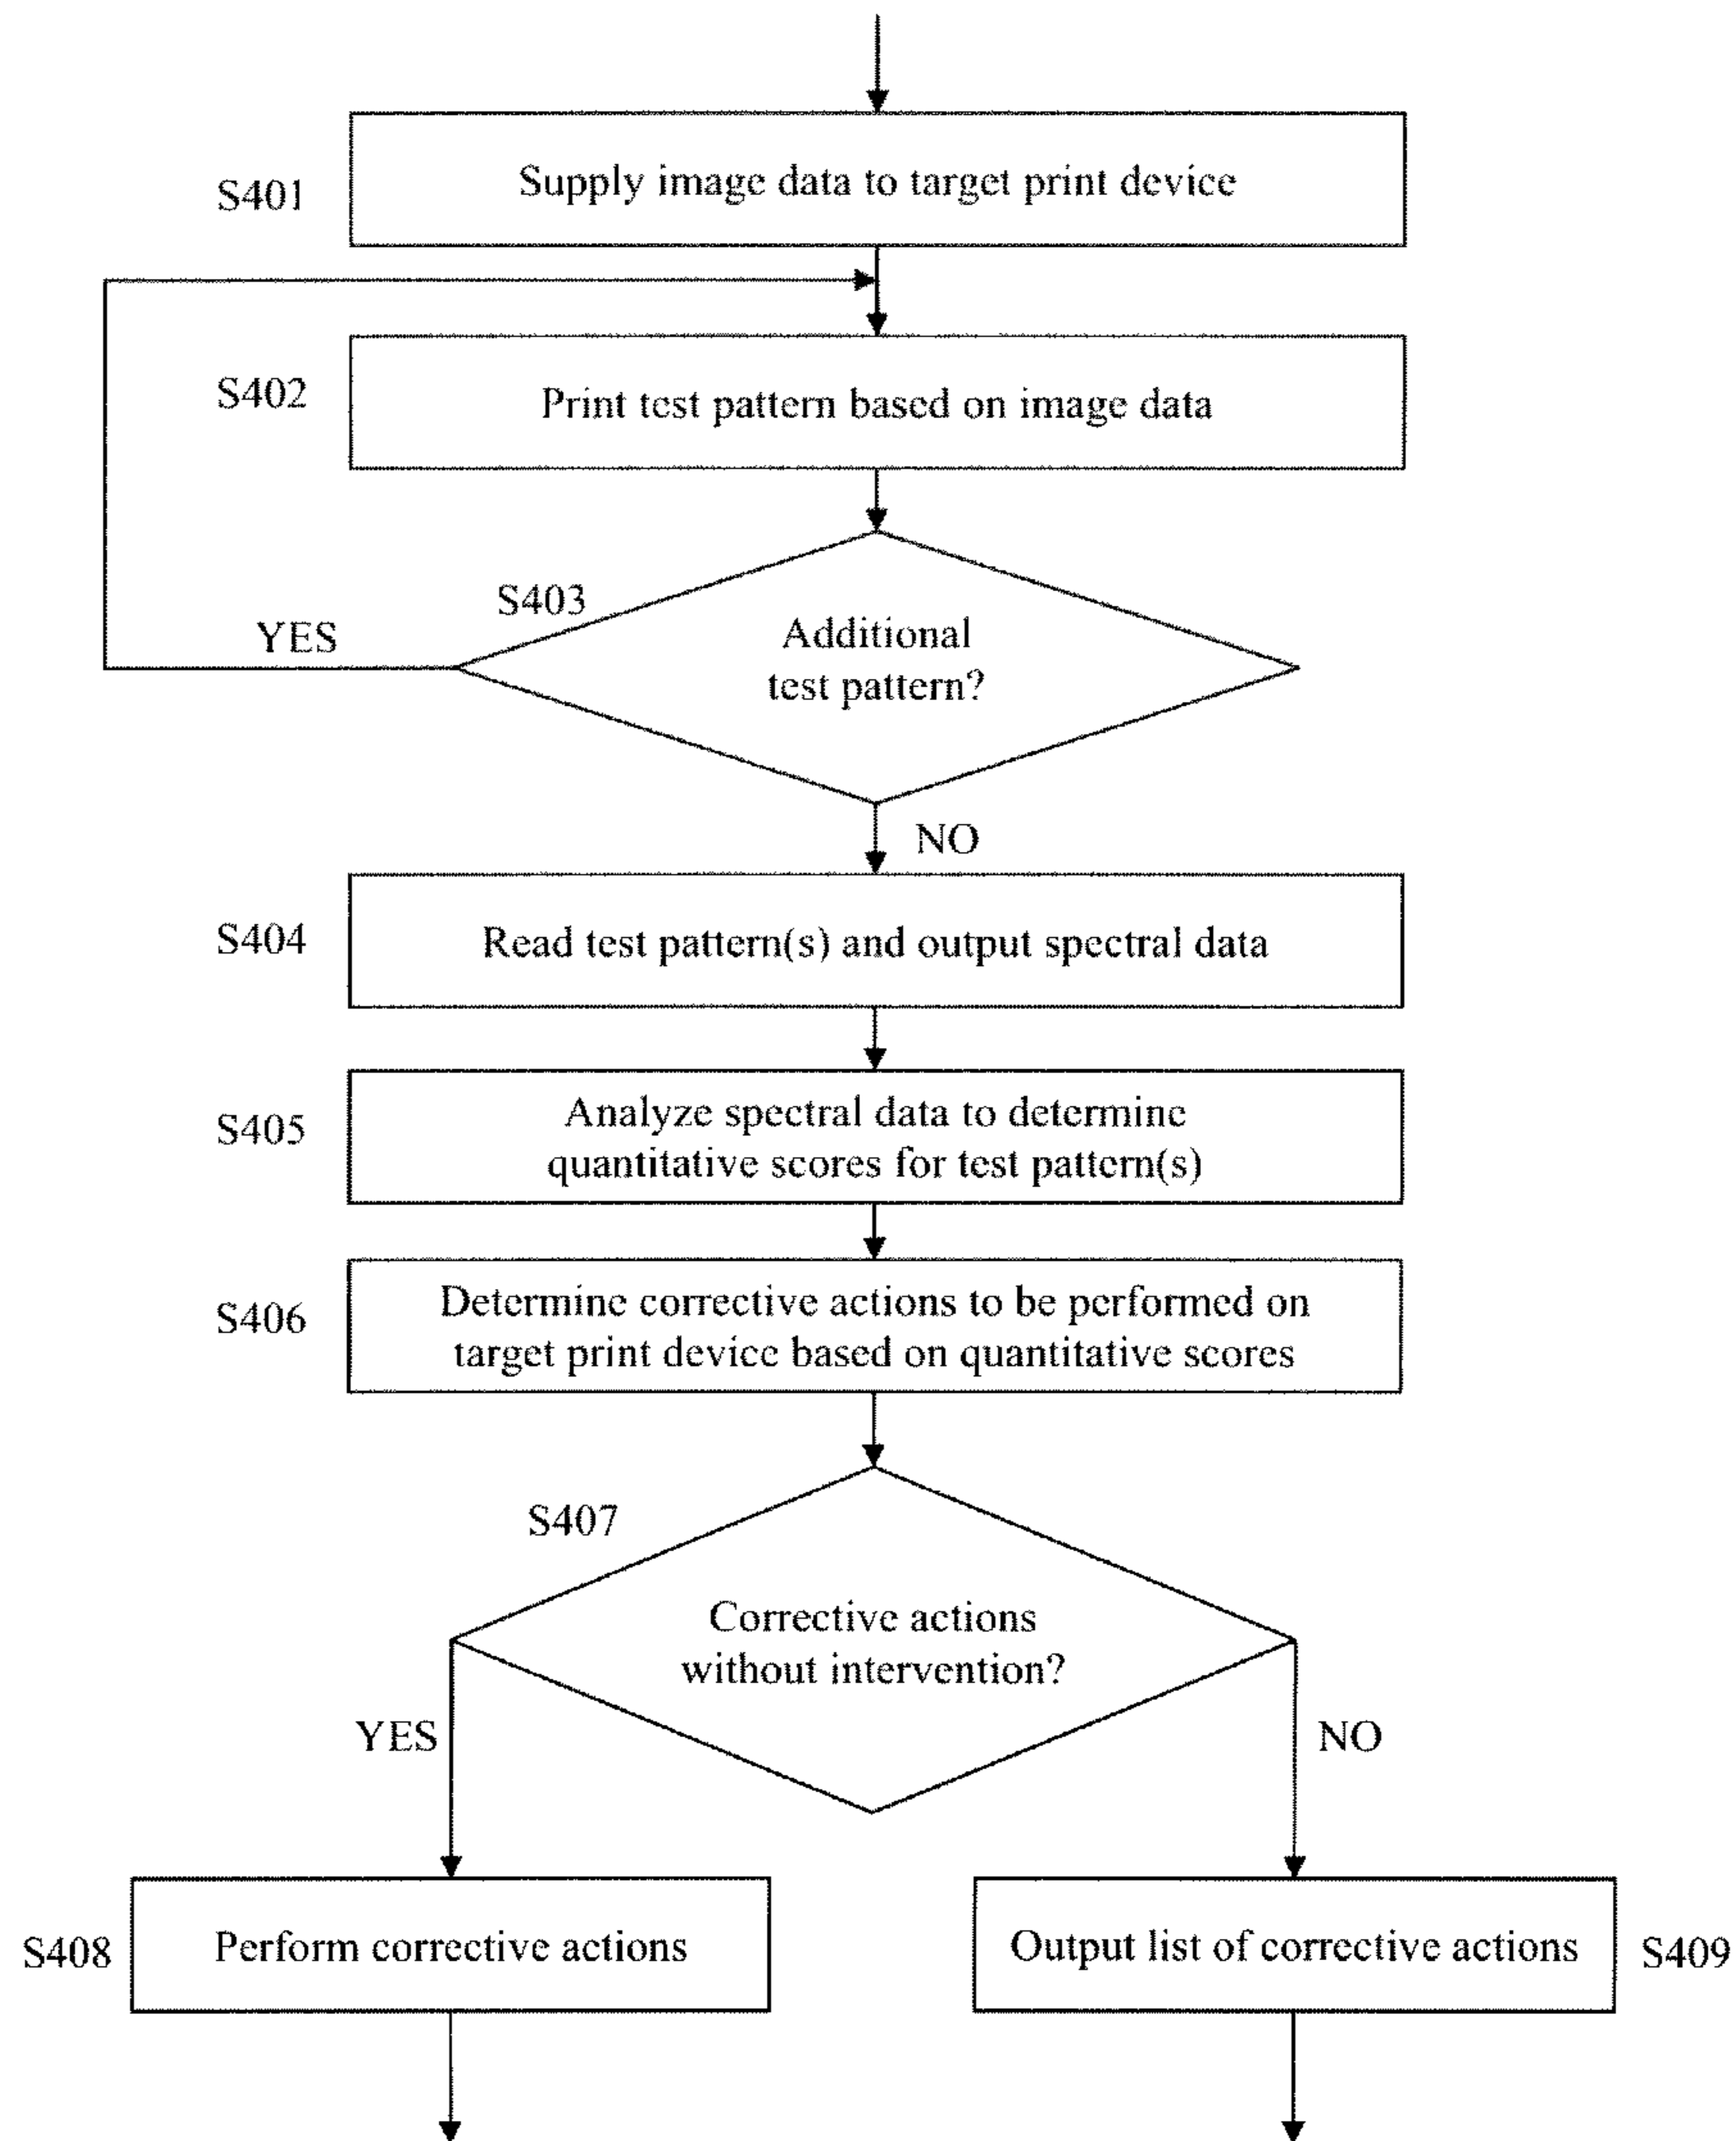 S401
Supply image data to target print device
S402
Print test pattern based on image data
S403
YES
Additional
test pattern?
NO
S404
Read test pattern(s) and output spectral data
S405
Analyze spectral data to determine
quantitative scores for test pattern(s)
S406
Determine corrective actions to be performed on
target print device based on quantitative scores
S407
Corrective actions
without intervention?
YES
NO
S408
Perform corrective actions
Output list of corrective actions
S409